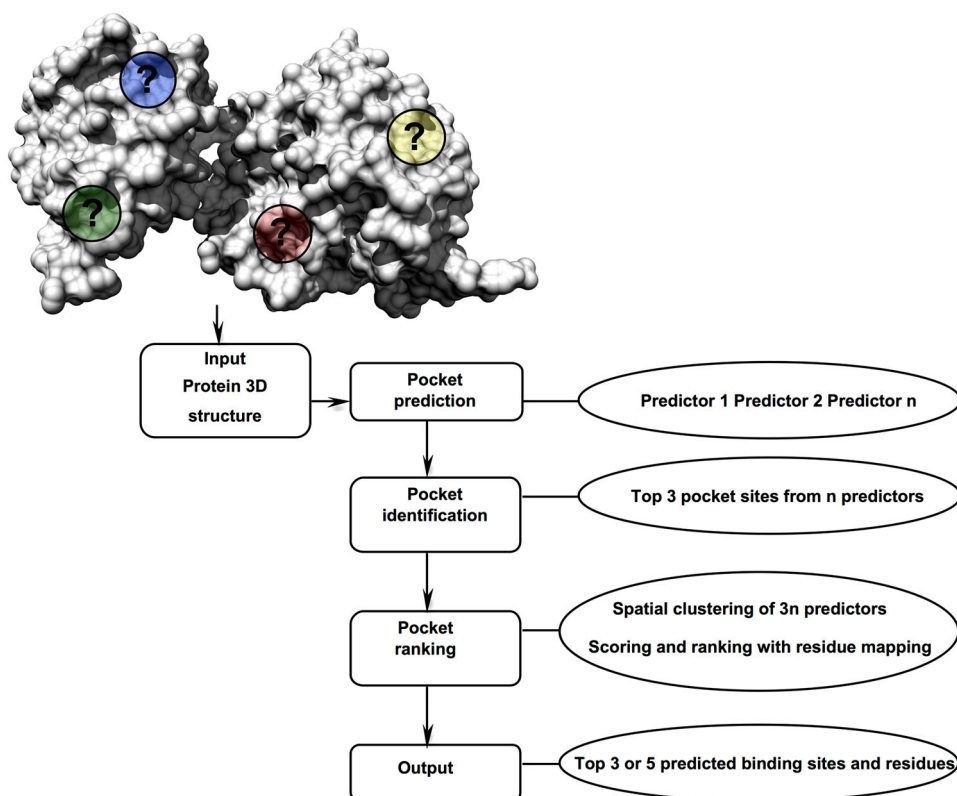 ?
?
?
?
Input
Protein 3D
structure
Pocket
prediction
Predictor 1 Predictor 2 Predictor n
Pocket
identification
Top 3 pocket sites from n predictors
Pocket
ranking
Spatial clustering of 3n predictors
Scoring and ranking with residue mapping
Output
Top 3 or 5 predicted binding sites and residues